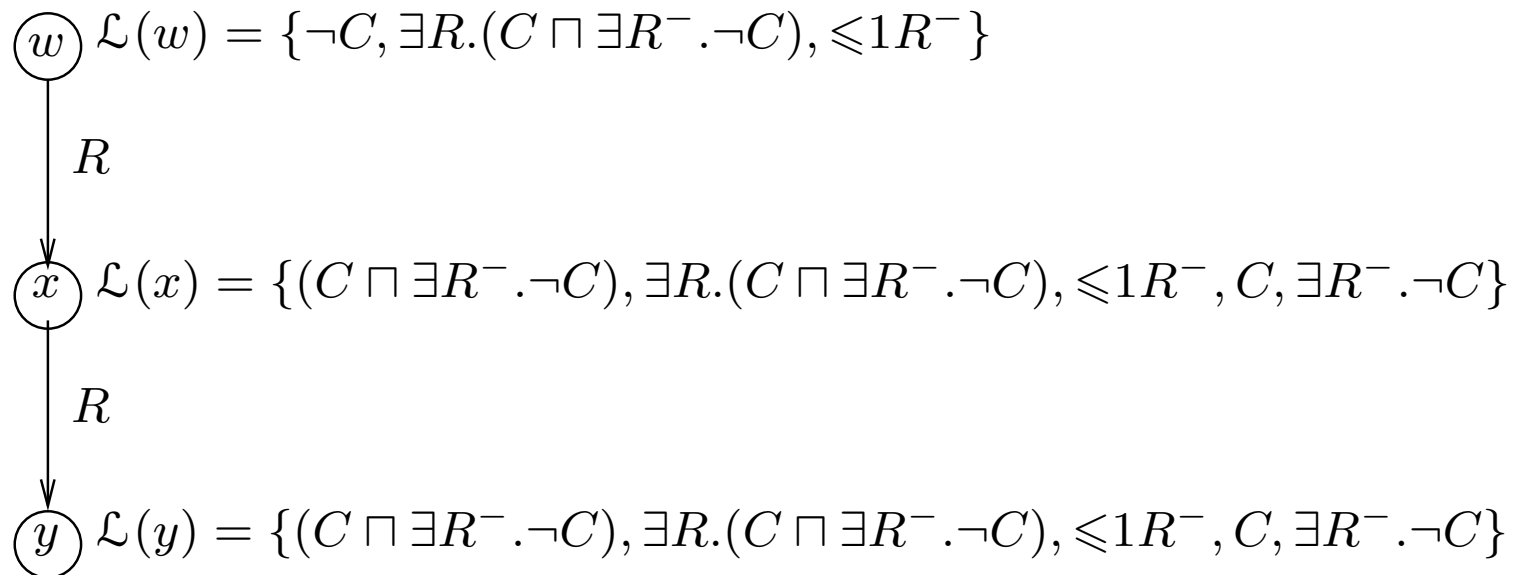 w ℒ(w) = {¬C, ∃R.(C ⊓ ∃R⁻.¬C), ⩽1R⁻}
R
x ℒ(x) = {(C ⊓ ∃R⁻.¬C), ∃R.(C ⊓ ∃R⁻.¬C), ⩽1R⁻, C, ∃R⁻.¬C}
R
y ℒ(y) = {(C ⊓ ∃R⁻.¬C), ∃R.(C ⊓ ∃R⁻.¬C), ⩽1R⁻, C, ∃R⁻.¬C}